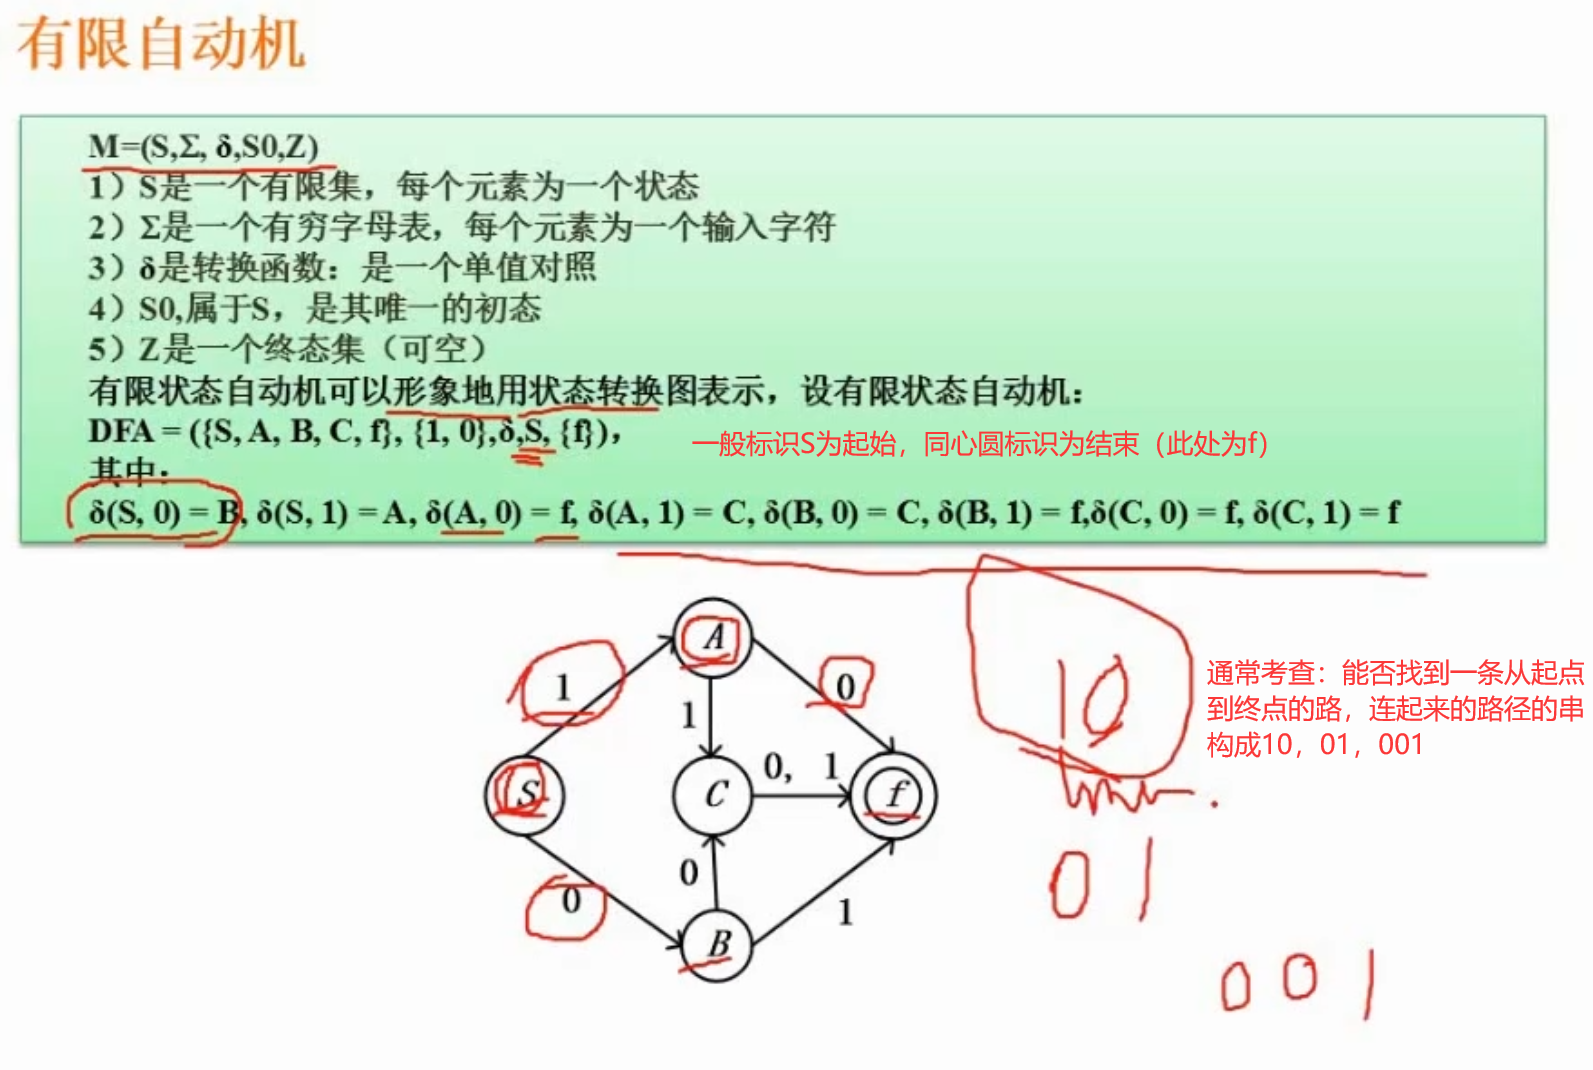 有限自动机
M=(S,Σ, δ,S0,Z)
1）S是一个有限集，每个元素为一个状态
2）Σ是一个有穷字母表，每个元素为一个输入字符
3）δ是转换函数：是一个单值对照
4）S0,属于S，是其唯一的初态
5）Z是一个终态集（可空）
有限状态自动机可以形象地用状态转换图表示，设有限状态自动机：
DFA = ({S, A, B, C, f}, {1, 0},δ,S, {f})，
一般标识S为起始，同心圆标识为结束（此处为f）
其中：
δ(S, 0) = B, δ(S, 1) = A, δ(A, 0) = f, δ(A, 1) = C, δ(B, 0) = C, δ(B, 1) = f,δ(C, 0) = f, δ(C, 1) = f
A
1
0
1
S
C
0， 1
f
0
0
B
1
10
通常考查：能否找到一条从起点
到终点的路，连起来的路径的串
构成10，01，001
01
001